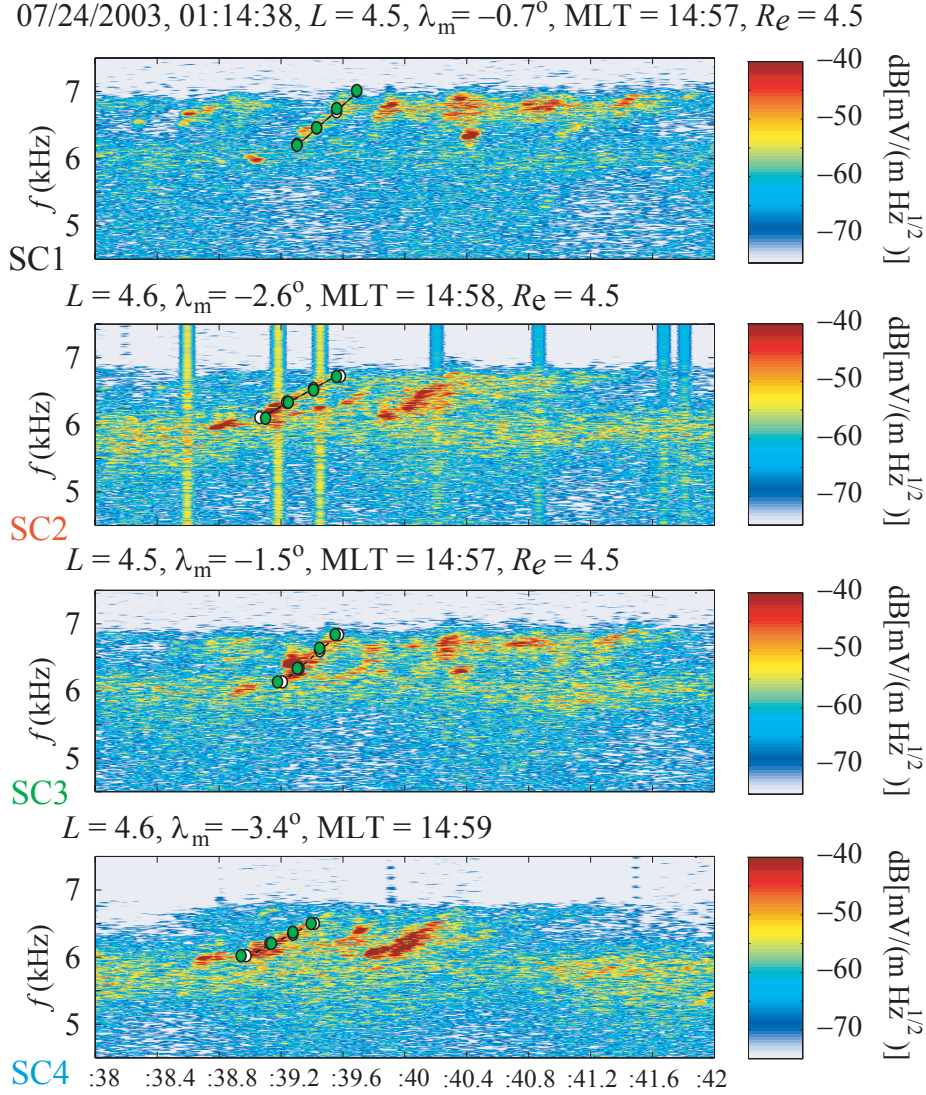 07/24/2003, 01:14:38, L = 4.5, λm= –0.7o, MLT: 14:57, Re = 4.5
7
6
5
f (kHz)
SC1
–40
–50
–60
–70
dB[mV/(m Hz1/2)]
L = 4.6, λm= –2.6o, MLT = 14:58, Re = 4.5
7
6
5
f (kHz)
SC2
–40
–50
–60
–70
dB[mV/(m Hz1/2)]
L = 4.5, λm= –1.5o, MLT = 14:57, Re = 4.5
7
6
5
f (kHz)
SC3
–40
–50
–60
–70
dB[mV/(m Hz1/2)]
L = 4.6, λm= –3.4o, MLT = 14:59
7
6
5
f (kHz)
SC4
–40
–50
–60
–70
dB[mV/(m Hz1/2)]
:38 :38.4 :38.8 :39.2 :39.6 :40 :40.4 :40.8 :41.2 :41.6 :42